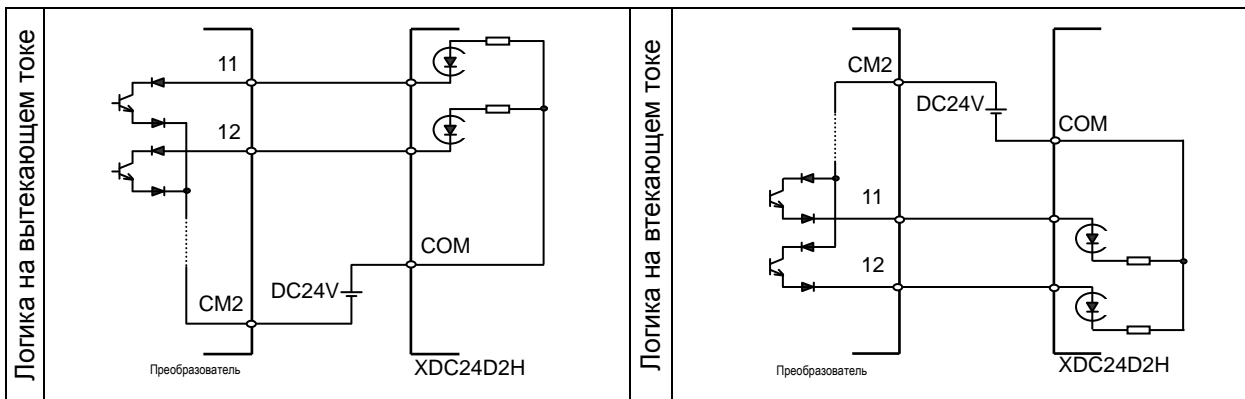 Логика на вытекающем токе
11
12
COM
DC24V
CM2
Преобразователь
XDC24D2H
Логика на втекающем токе
CM2
DC24V
COM
11
12
Преобразователь
XDC24D2H